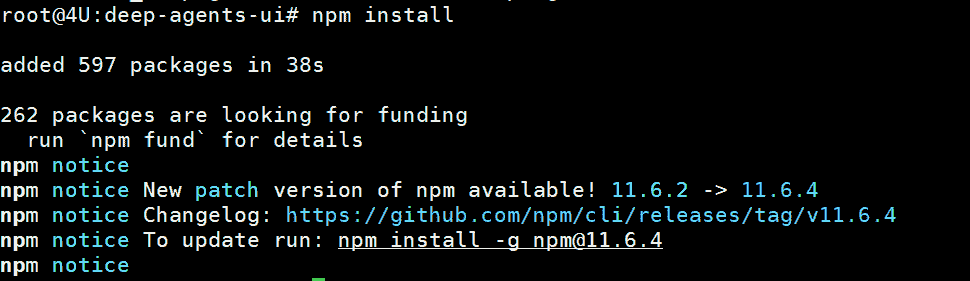 root@4U:deep-agents-ui# npm install
added 597 packages in 38s
262 packages are looking for funding
run `npm fund` for details
npm notice
npm notice New patch version of npm available! 11.6.2 -> 11.6.4
npm notice Changelog: https://github.com/npm/cli/releases/tag/v11.6.4
npm notice To update run: npm install -g npm@11.6.4
npm notice